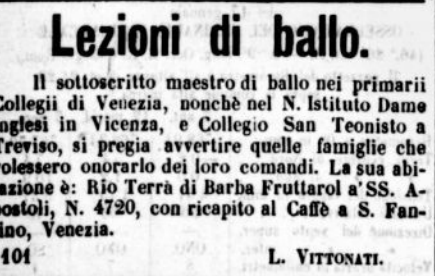 Lezioni di ballo.
Il sottoscritto maestro di ballo nei primarii
Collegii di Venezia, nonchè nel N. Istituto Dame
nglesi in Vicenza, e Collegio San Teonisto a
Treviso, si pregia avvertire quelle famiglie che
volessero onorarlo dei loro comandi. La sua abi-
azione è: Rio Terrà di Barba Fruttarol a' SS. A-
postoli, N. 4720, con ricapito al Caffè a S. Fan-
ino, Venezia.
101 L. VITTONATI.